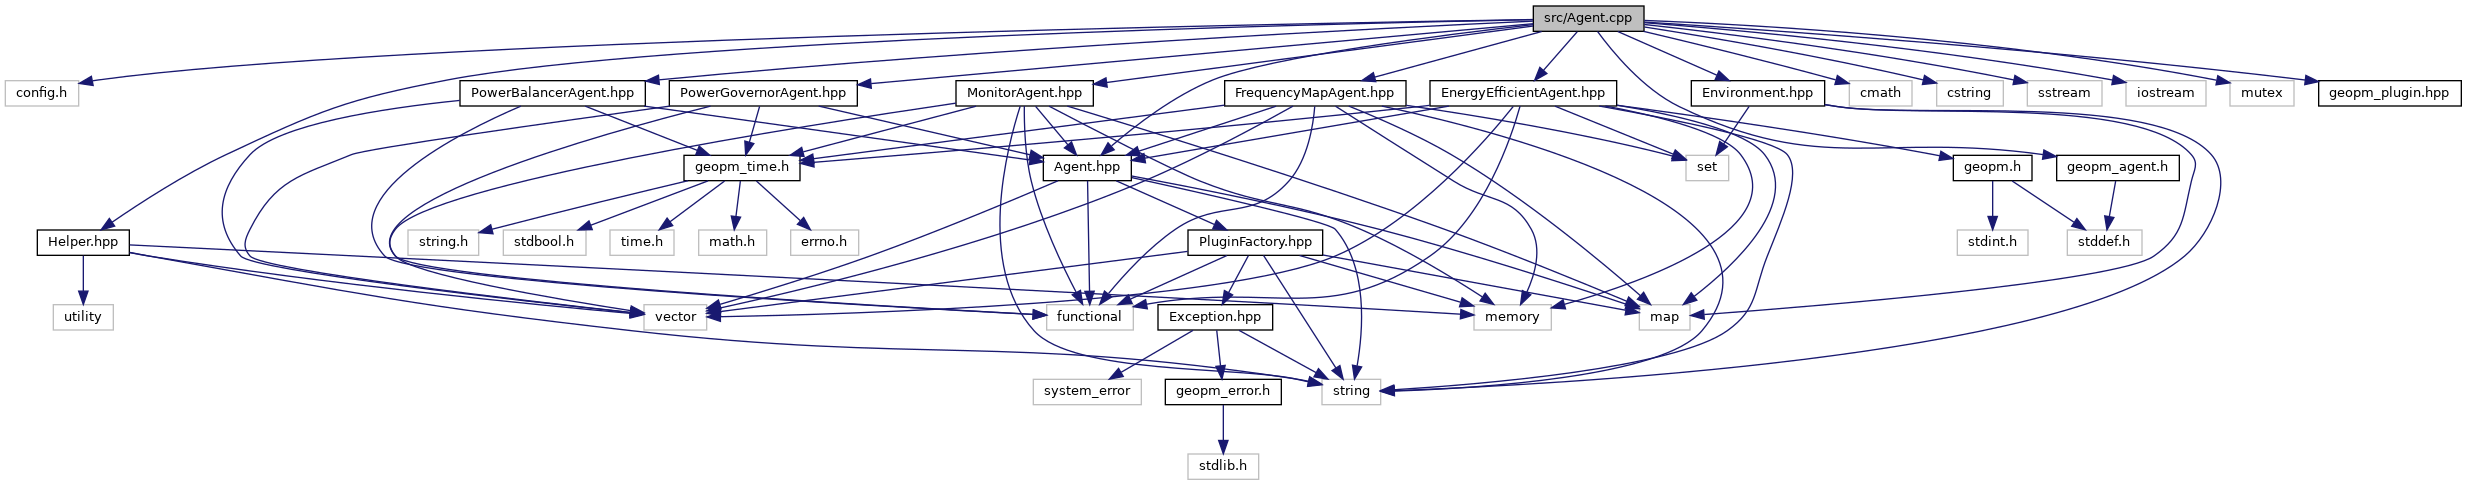 src/Agent.cpp
config.h
PowerBalancerAgent.hpp
PowerGovernorAgent.hpp
MonitorAgent.hpp
FrequencyMapAgent.hpp
EnergyEfficientAgent.hpp
Environment.hpp
cmath
cstring
sstream
iostream
mutex
geopm_plugin.hpp
geopm_time.h
Agent.hpp
set
geopm.h
geopm_agent.h
Helper.hpp
string.h
stdbool.h
time.h
math.h
errno.h
PluginFactory.hpp
stdint.h
stddef.h
utility
vector
functional
Exception.hpp
memory
map
system_error
geopm_error.h
string
stdlib.h